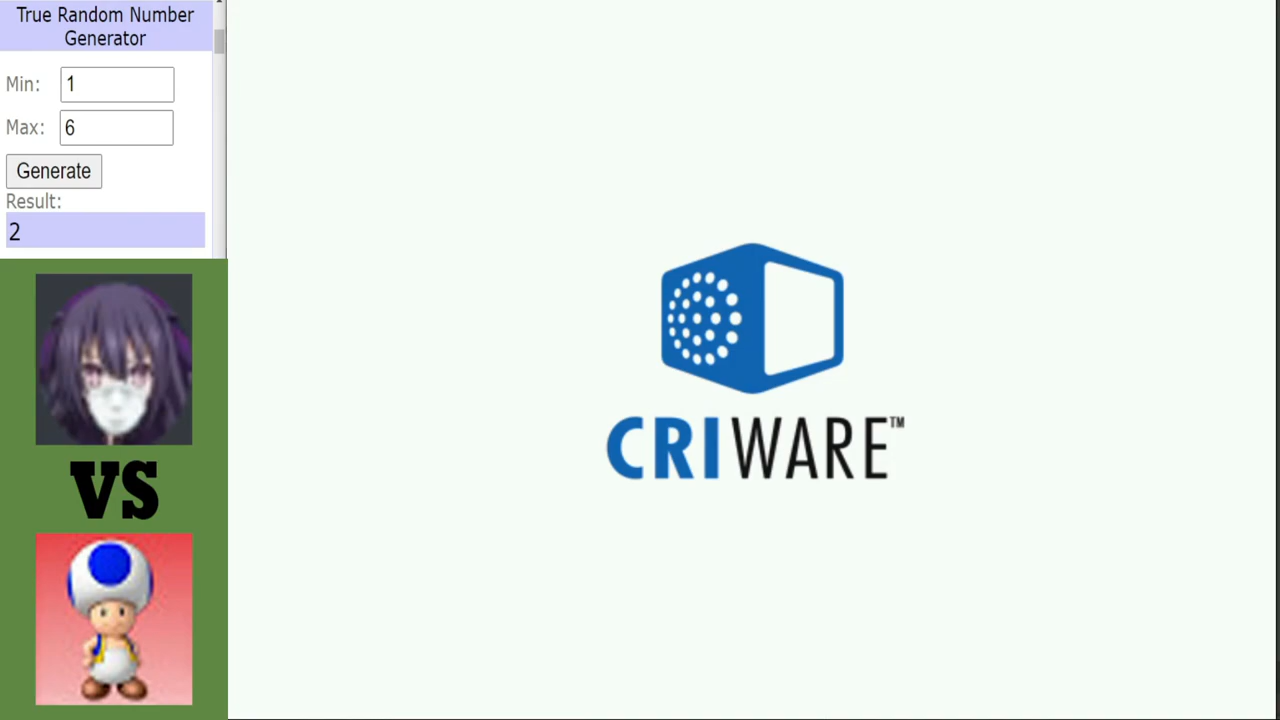 True Random Number
Generator
Min: 1
Max: 6
Generate
Result:
2
VS
CRIWARE™